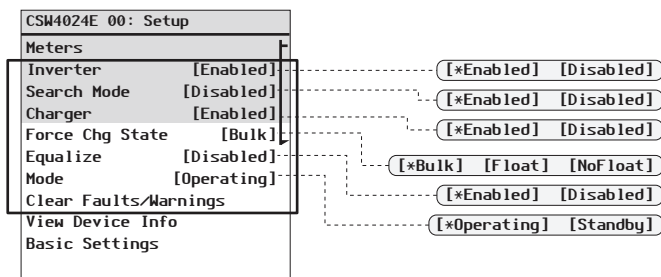 CSW4024E 00: Setup
Meters
Inverter [Enabled] [*Enabled] [Disabled]
Search Mode [Disabled] [*Enabled] [Disabled]
Charger [Enabled] [*Enabled] [Disabled]
Force Chg State [Bulk] [*Bulk] [Float] [NoFloat]
Equalize [Disabled] [*Enabled] [Disabled]
Mode [Operating] [*Operating] [Standby]
Clear Faults/Warnings
View Device Info
Basic Settings